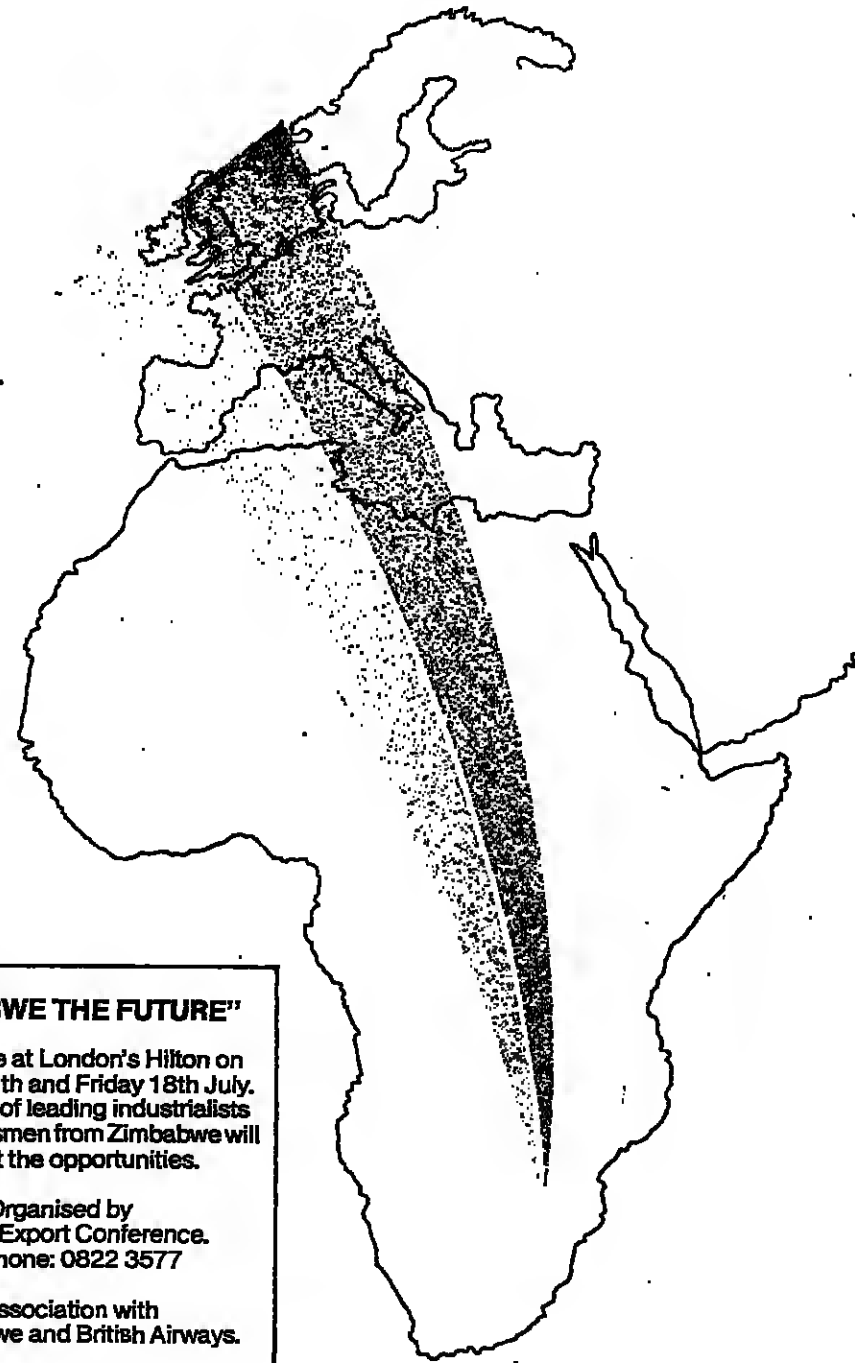 WE THE FUTURE"
e at London's Hilton on
th and Friday 18th July.
of leading industrialists
smen from Zimbabwe will
t the opportunities.
Organised by
Export Conference.
hone: 0822 3577
ssociation with
we and British Airways.